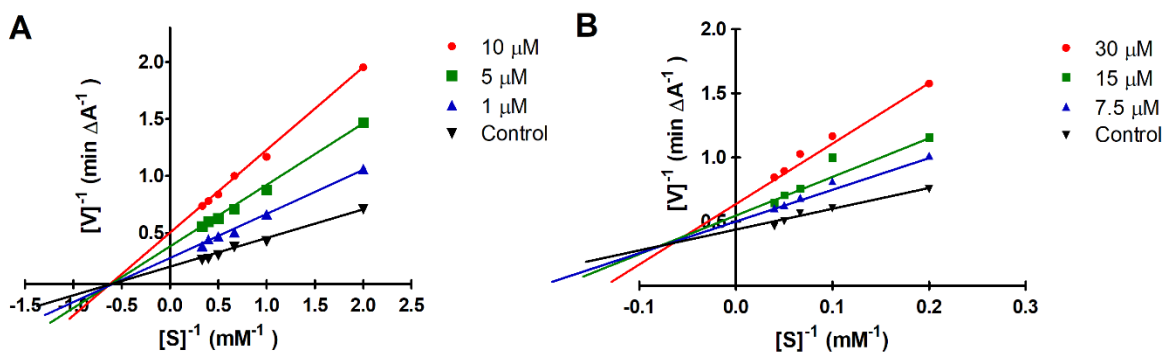 A
[V]⁻¹ (min ΔA⁻¹)
2.0
1.5
1.0
0.5
-1.5 -1.0 -0.5 0.0 0.5 1.0 1.5 2.0 2.5
[S]⁻¹ (mM⁻¹)
10 µM
5 µM
1 µM
Control
B
[V]⁻¹ (min ΔA⁻¹)
2.0
1.5
1.0
0.5
-0.1 0.0 0.1 0.2 0.3
[S]⁻¹ (mM⁻¹)
30 µM
15 µM
7.5 µM
Control